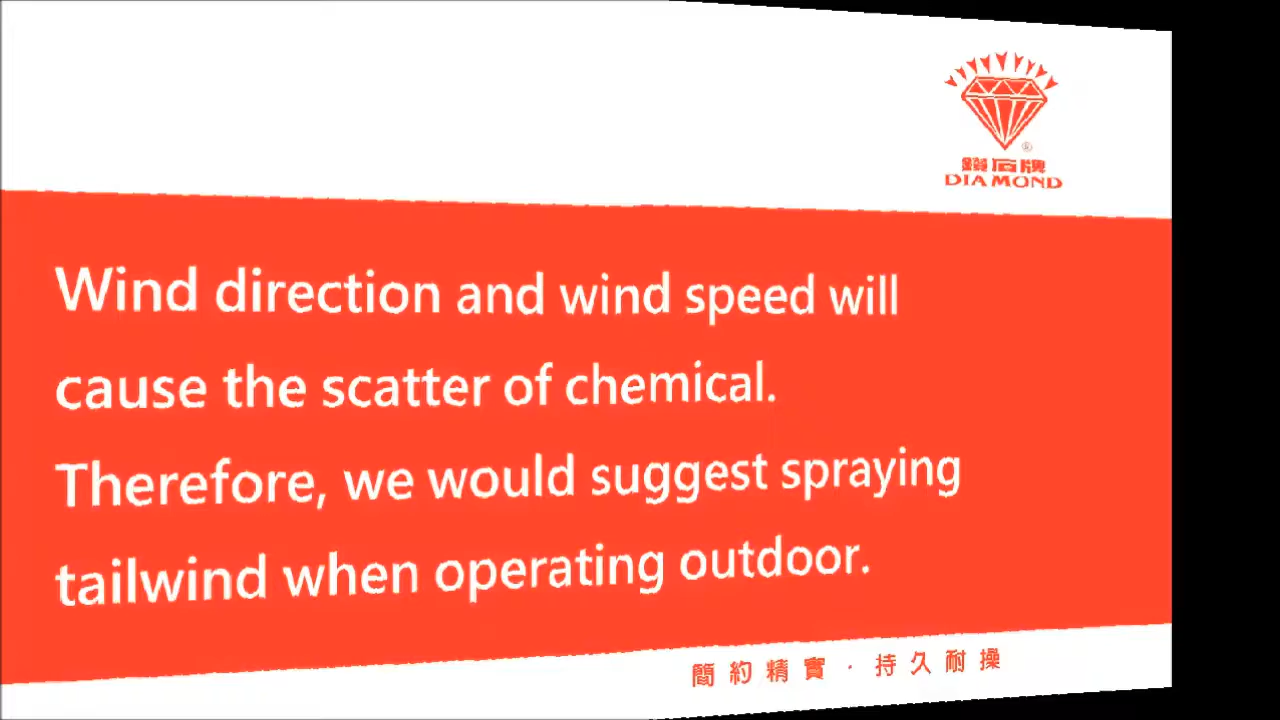 鑽石牌
DIAMOND
Wind direction and wind speed will
cause the scatter of chemical.
Therefore, we would suggest spraying
tailwind when operating outdoor.
簡約精實·持久耐操